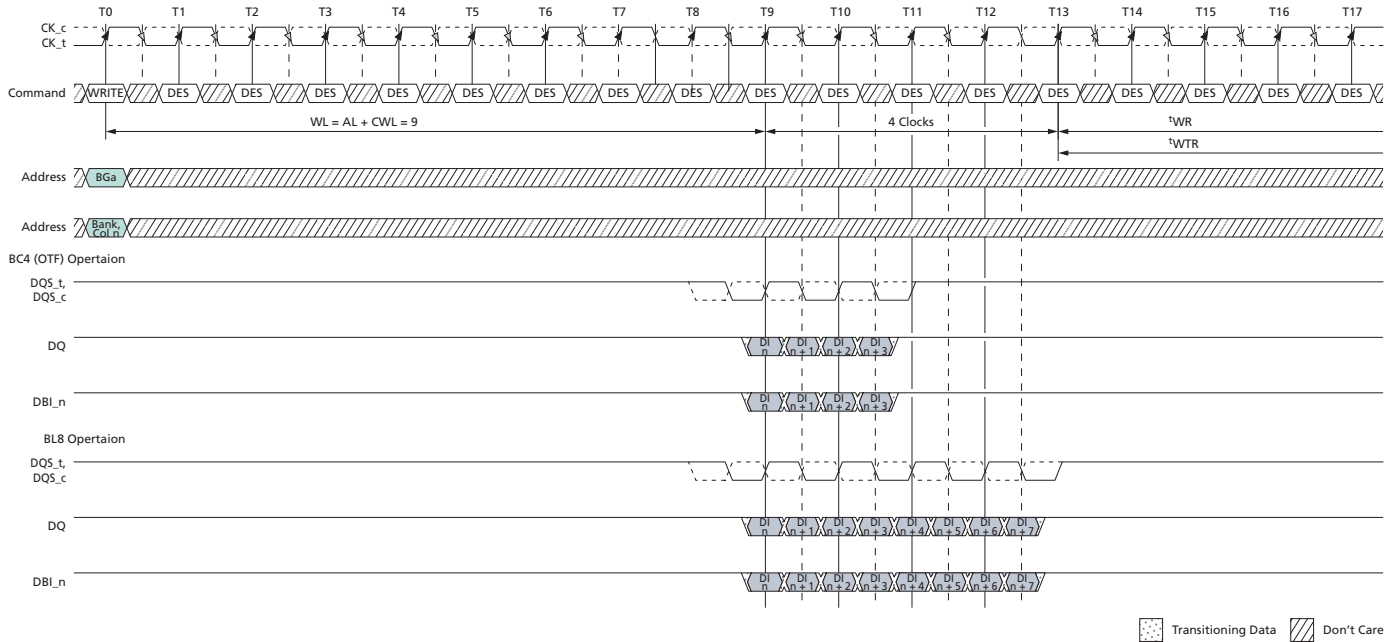 T0 T1 T2 T3 T4 T5 T6 T7 T8 T9 T10 T11 T12 T13 T14 T15 T16 T17
CK_c
CK_t
Command WRITE DES DES DES DES DES DES DES DES DES DES DES DES DES DES DES DES DES
WL = AL + CWL = 9 4 Clocks tWR
tWTR
Address BGa
Address Bank, Col n
BC4 (OTF) Opertaion
DQS_t,
DQS_c
DQ DI n DI n + 1 DI n + 2 DI n + 3
DBI_n DI n DI n + 1 DI n + 2 DI n + 3
BL8 Opertaion
DQS_t,
DQS_c
DQ DI n DI n + 1 DI n + 2 DI n + 3 DI n + 4 DI n + 5 DI n + 6 DI n + 7
DBI_n DI n DI n + 1 DI n + 2 DI n + 3 DI n + 4 DI n + 5 DI n + 6 DI n + 7
Transitioning Data Don't Care